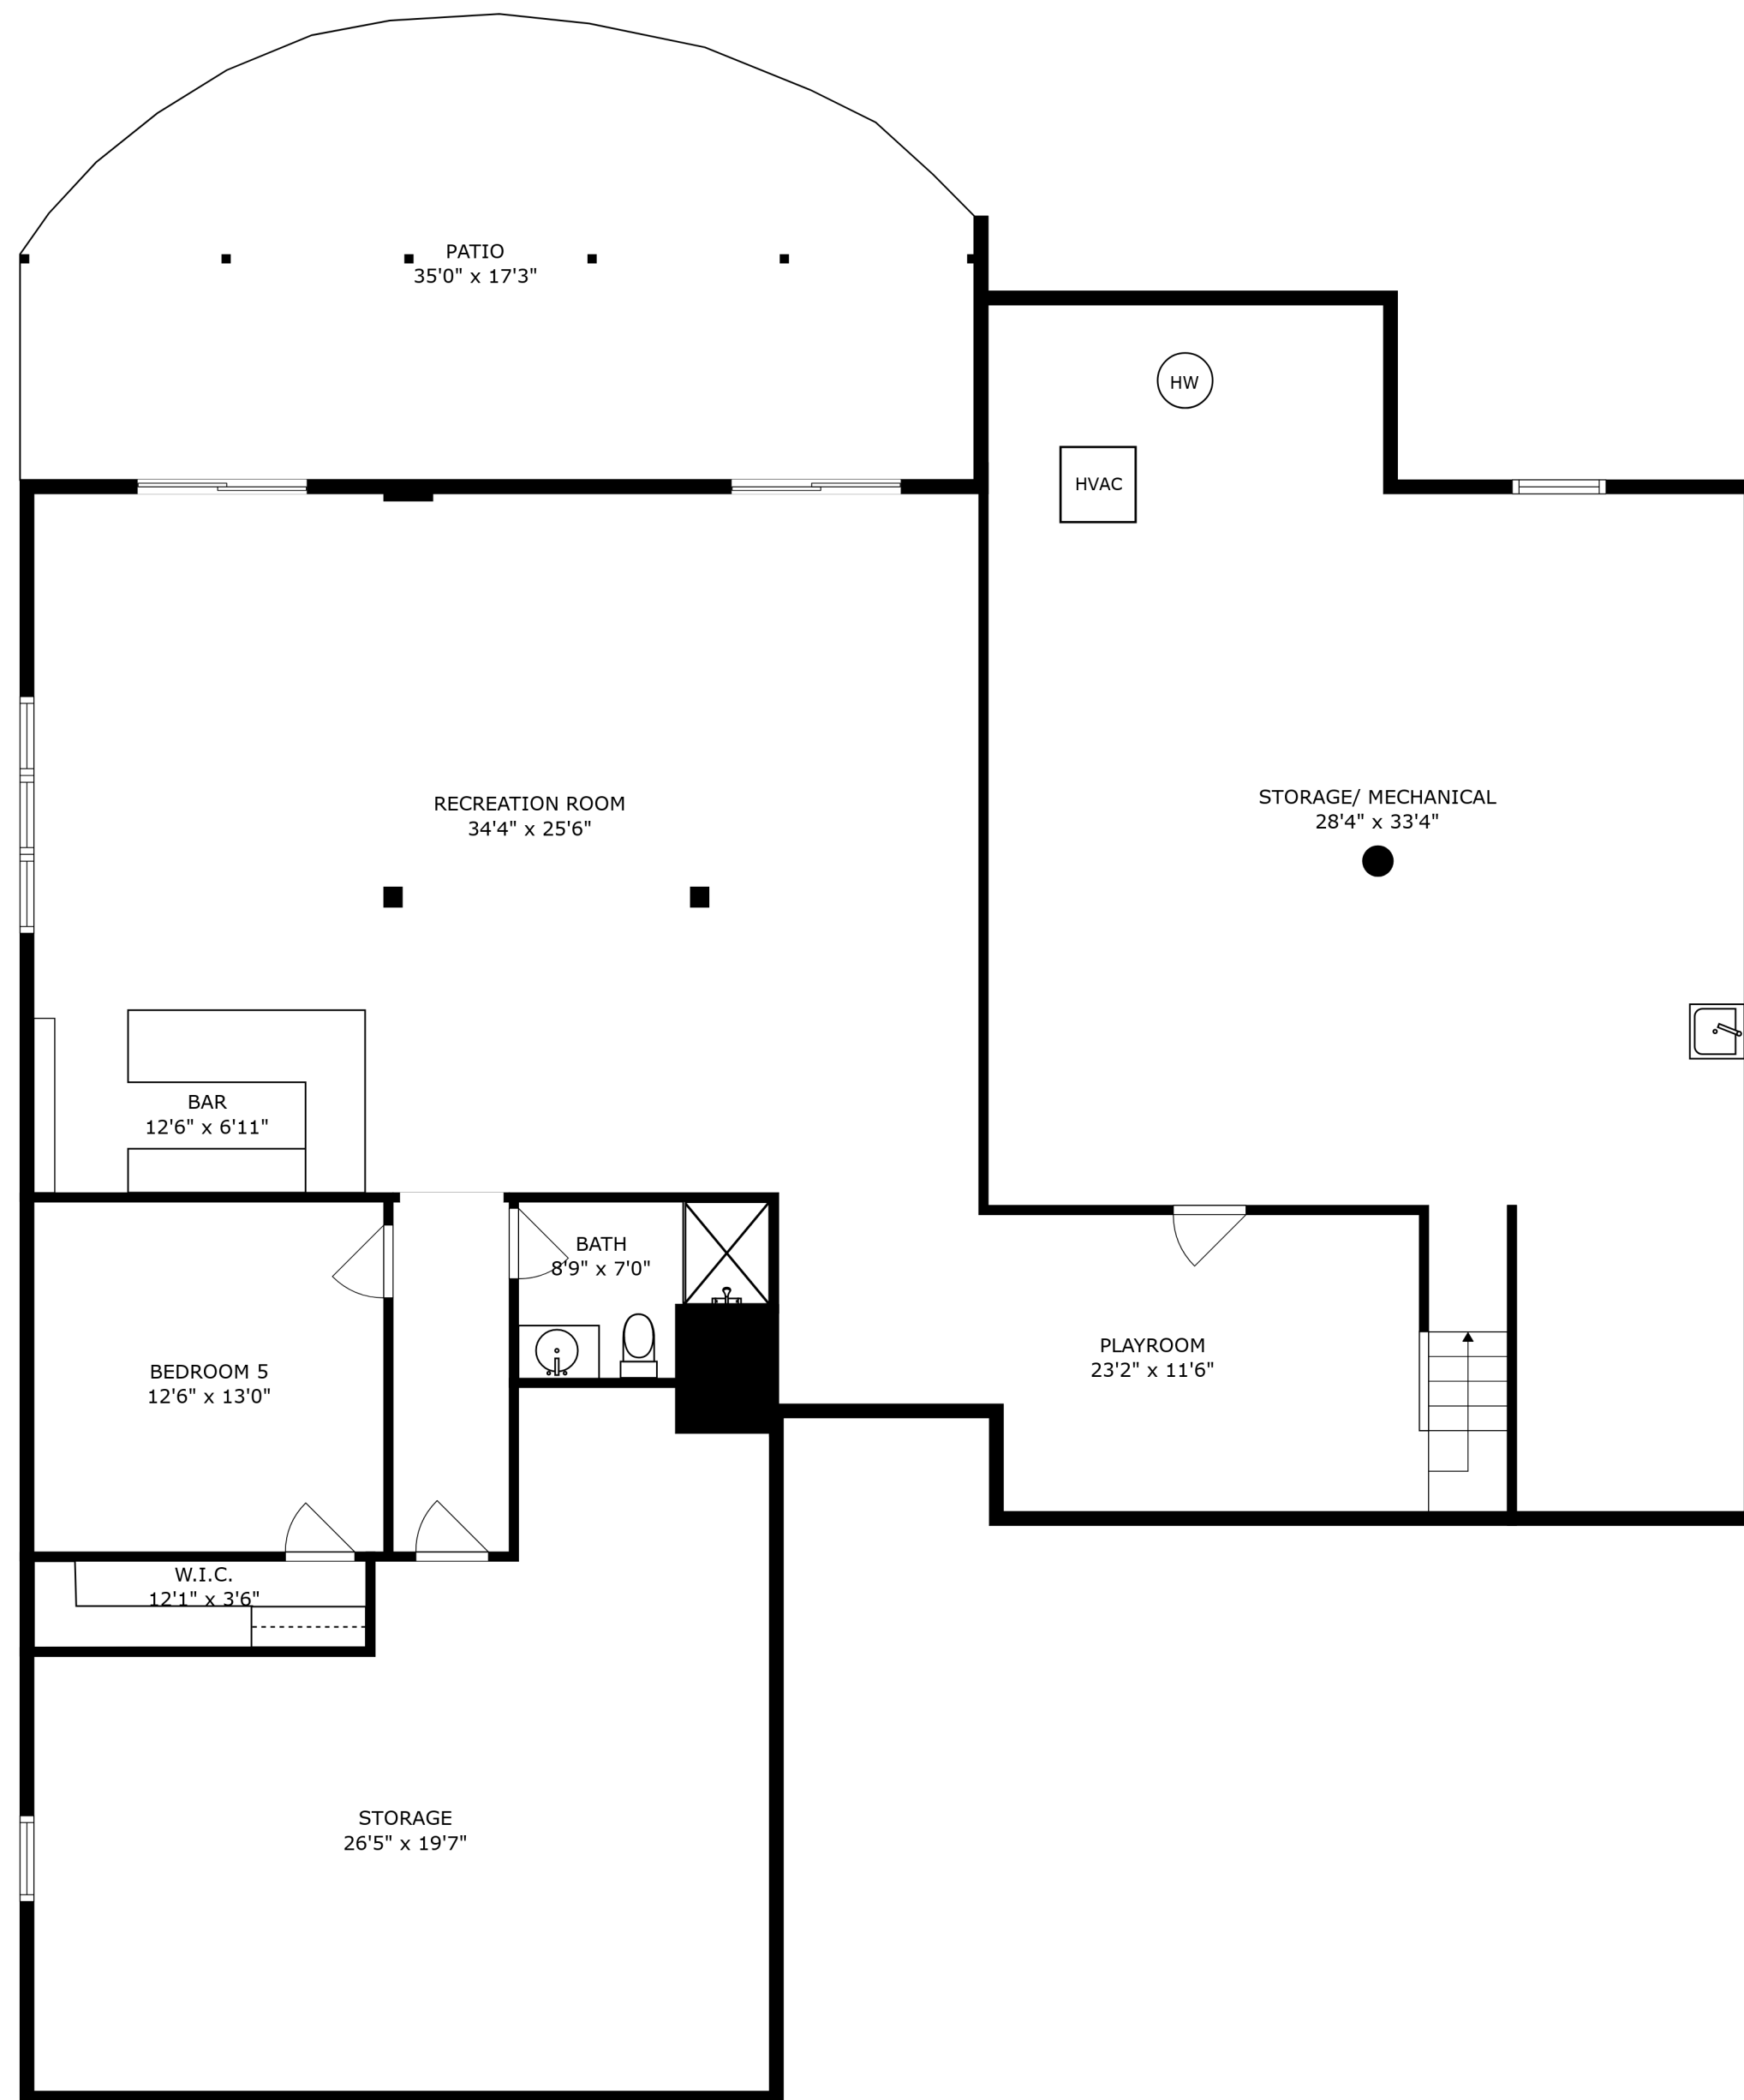 PATIO
35'0" x 17'3"
HW
HVAC
RECREATION ROOM
34'4" x 25'6"
STORAGE/ MECHANICAL
28'4" x 33'4"
BAR
12'6" x 6'11"
BATH
8'9" x 7'0"
PLAYROOM
23'2" x 11'6"
BEDROOM 5
12'6" x 13'0"
W.I.C.
12'1" x 3'6"
STORAGE
26'5" x 19'7"